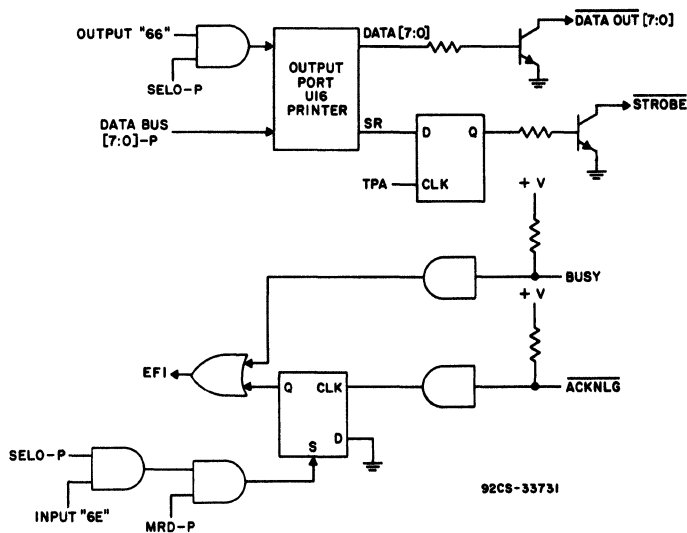 OUTPUT "66"
SELO-P
DATA BUS
[7:0]-P
OUTPUT
PORT
U16
PRINTER
DATA [7:0]
DATA OUT [7:0]
SR
D Q
CLK
TPA
STROBE
+ V
BUSY
+ V
ACKNLG
EFI
Q CLK
D
S
SELO-P
INPUT "6E"
MRD-P
92CS-33731